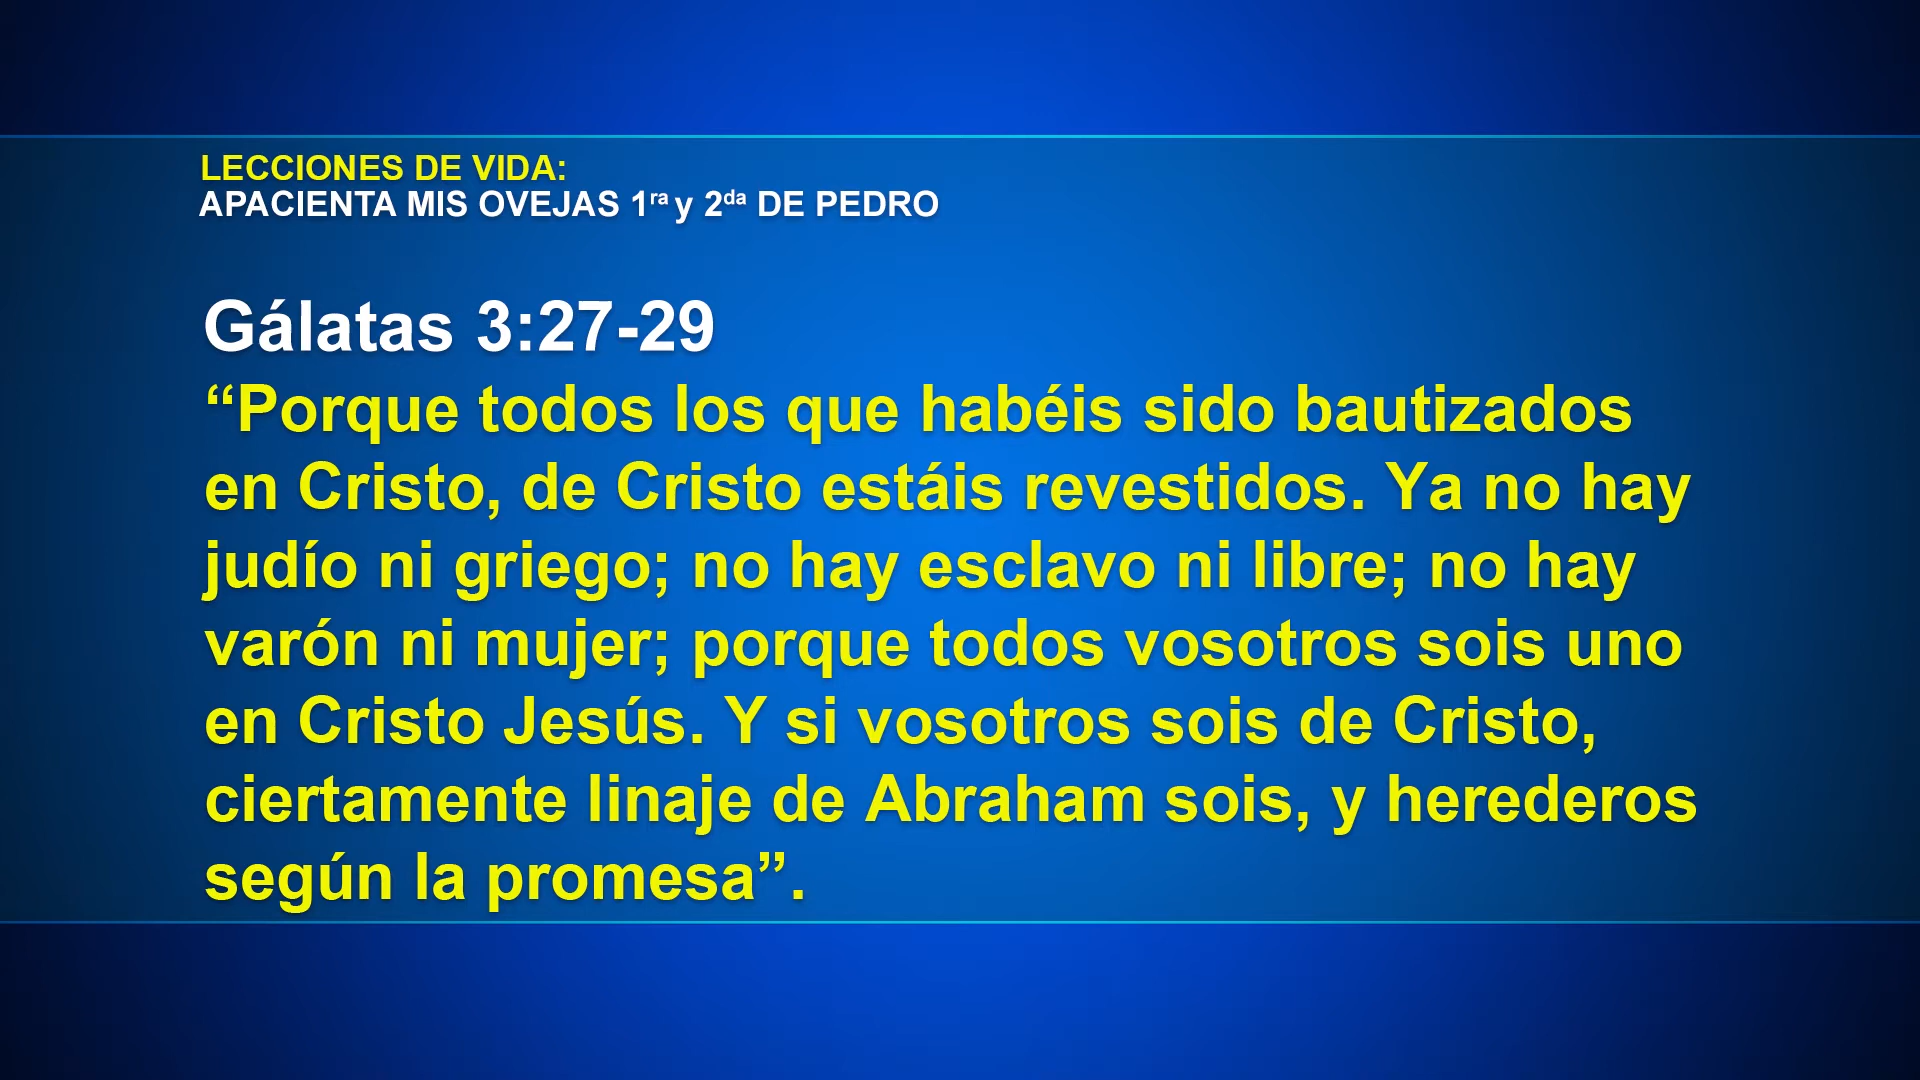 LECCIONES DE VIDA:
APACIENTA MIS OVEJAS 1ra y 2da DE PEDRO
Gálatas 3:27-29
“Porque todos los que habéis sido bautizados
en Cristo, de Cristo estáis revestidos. Ya no hay
judío ni griego; no hay esclavo ni libre; no hay
varón ni mujer; porque todos vosotros sois uno
en Cristo Jesús. Y si vosotros sois de Cristo,
ciertamente linaje de Abraham sois, y herederos
según la promesa”.